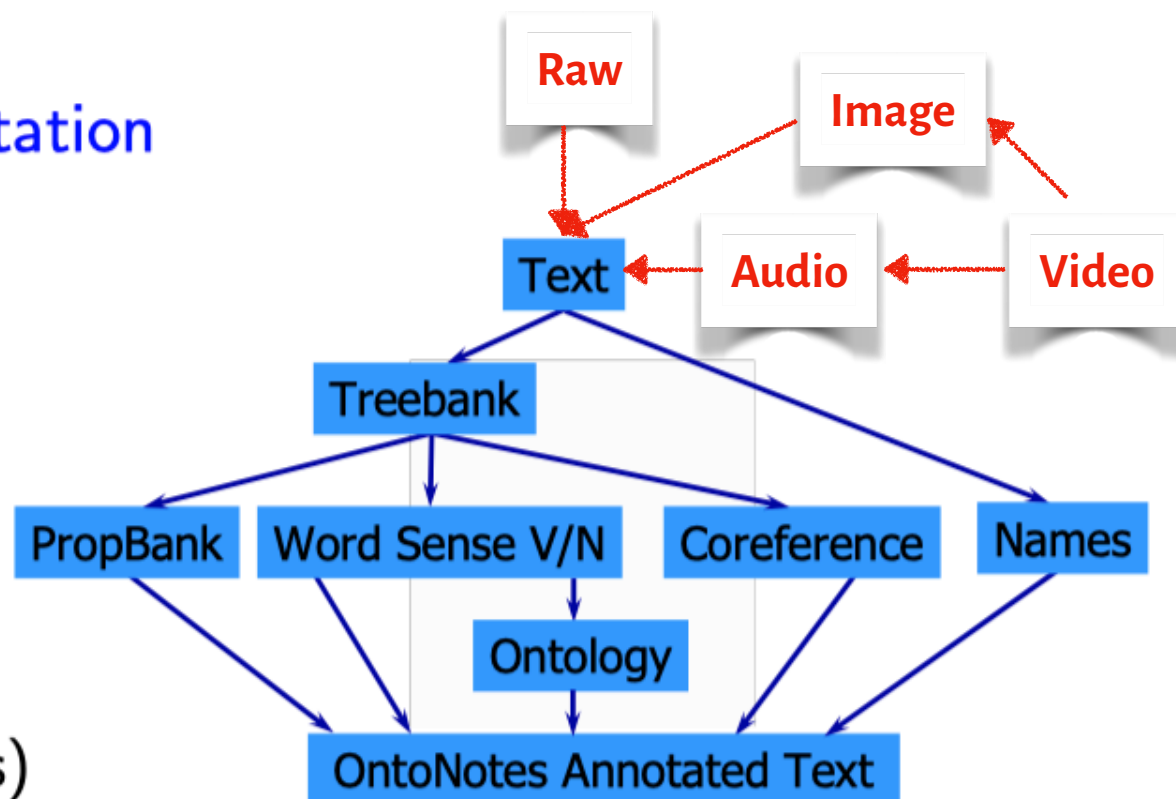 Raw
Image
tation
Audio
Video
Text
Treebank
PropBank
Word Sense V/N
Coreference
Names
Ontology
s)
OntoNotes Annotated Text